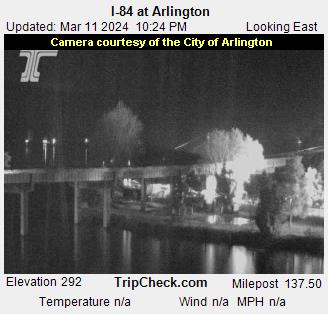 I-84 at Arlington
Updated: Mar 11 2024 10:24 PM Looking East
Camera courtesy of the City of Arlington
Elevation 292 TripCheck.com Milepost 137.50
Temperature n/a Wind n/a MPH n/a